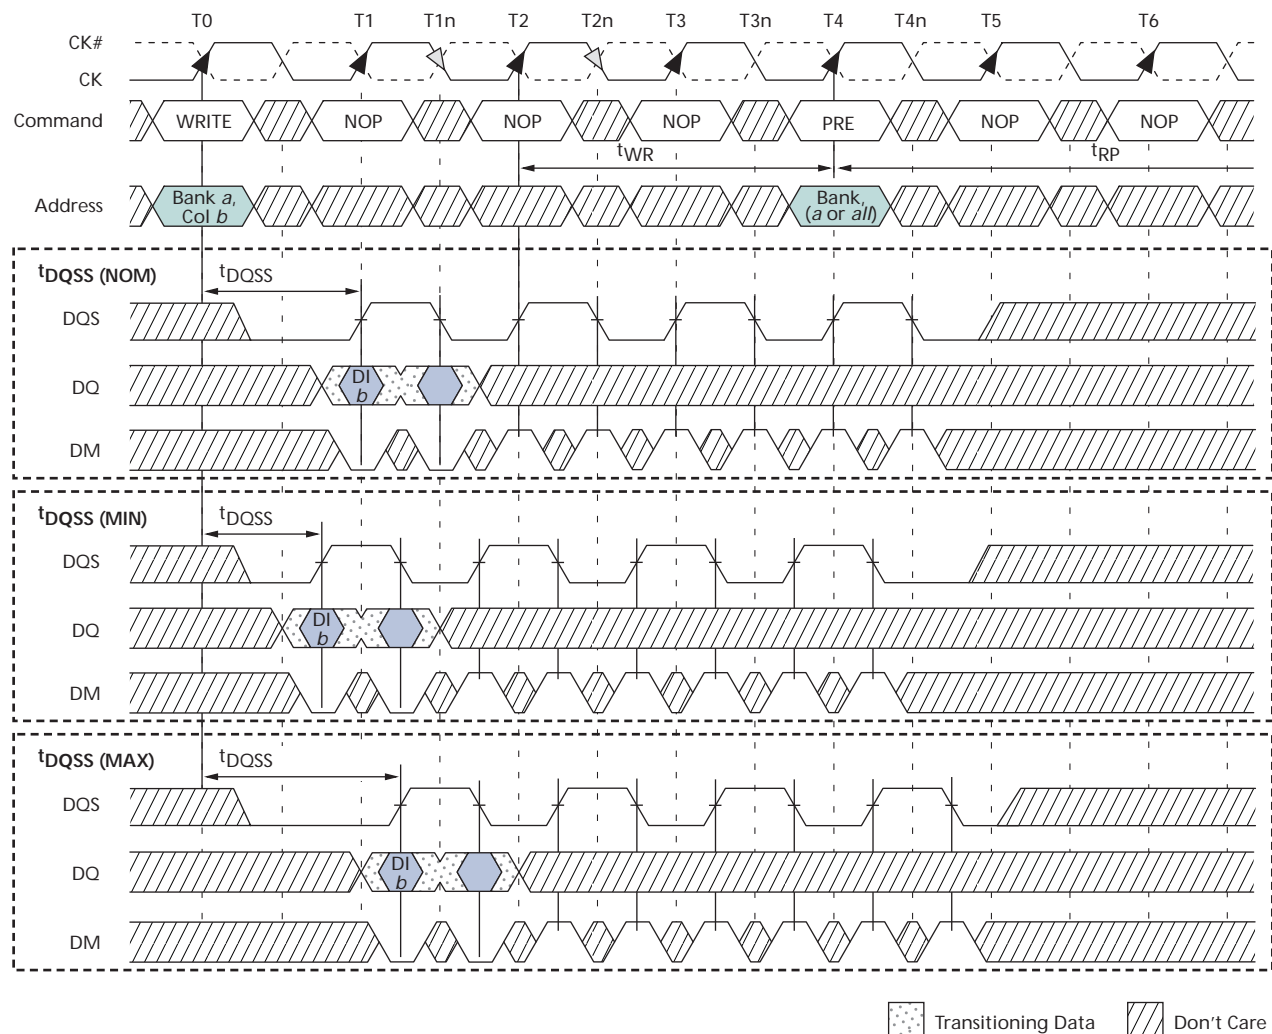 T0 T1 T1n T2 T2n T3 T3n T4 T4n T5 T6
CK#
CK
Command WRITE NOP NOP NOP PRE NOP NOP
tWR tRP
Address Bank a, Col b Bank, (a or all)
tDQSS (NOM) tDQSS
DQS
DQ DI b
DM
tDQSS (MIN) tDQSS
DQS
DQ DI b
DM
tDQSS (MAX) tDQSS
DQS
DQ DI b
DM
Transitioning Data Don't Care